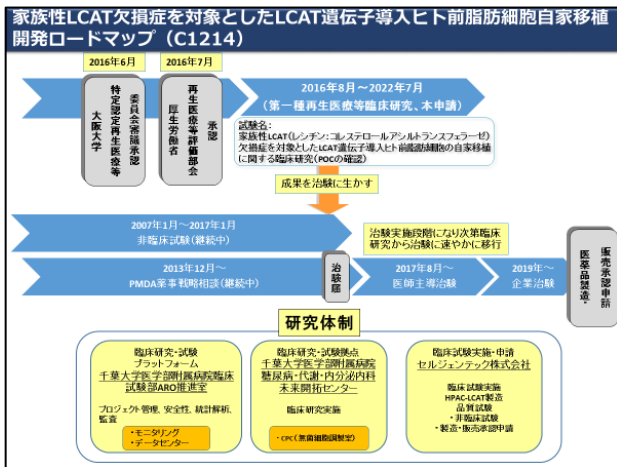 家族性LCAT欠損症を対象としたLCAT遺伝子導入ヒト前脂肪細胞自家移植
開発ロードマップ（C1214）
2016年6月
2016年7月
大阪大学
特定認定再生医療等
委員会審議承認
厚生労働省
再生医療等評価部会
承認
2016年8月～2022年7月
（第一種再生医療等臨床研究、本申請）
試験名：
家族性LCAT（レシチン：コレステロールアシルトランスフェラーゼ）
欠損症を対象としたLCAT遺伝子導入ヒト前脂肪細胞の自家移植
に関する臨床研究（POCの確認）
成果を治験に生かす
2007年1月～2017年1月
非臨床試験（継続中）
治験実施段階になり次第臨床
研究から治験に速やかに移行
2013年12月～
PMDA薬事戦略相談（継続中）
治験届
2017年8月～
医師主導治験
2019年～
企業治験
医薬品製造・
販売承認申請
研究体制
臨床研究・試験
プラットフォーム
千葉大学医学部附属病院臨床
試験部ARO推進室
プロジェクト管理、安全性、統計解析、
監査
・モニタリング
・データセンター
臨床研究・試験拠点
千葉大学医学部附属病院
糖尿病・代謝・内分泌内科
未来開拓センター
臨床研究実施
・CPC（無菌細胞調製室）
臨床試験実施・申請
セルジェンテック株式会社
臨床試験実施
HPAC-LCAT製造
品質試験
・非臨床試験
・製造・販売承認申請